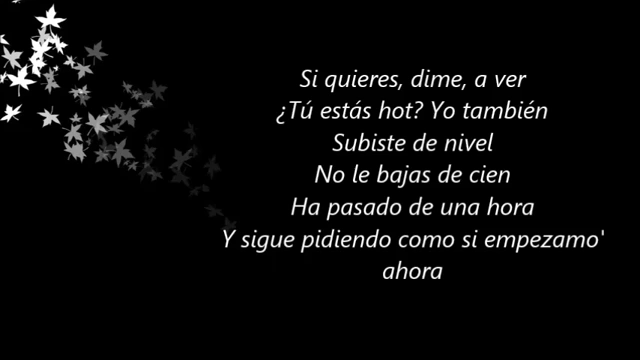 Si quieres, dime, a ver
¿Tú estás hot? Yo también
Subiste de nivel
No le bajas de cien
Ha pasado de una hora
Y sigue pidiendo como si empezamo'
ahora